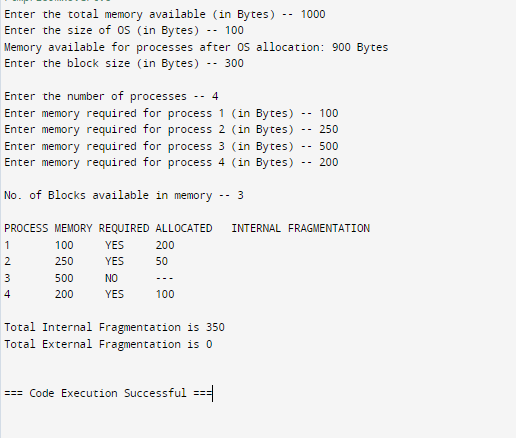 Enter the total memory available (in Bytes) -- 1000
Enter the size of OS (in Bytes) -- 100
Memory available for processes after OS allocation: 900 Bytes
Enter the block size (in Bytes) -- 300
Enter the number of processes -- 4
Enter memory required for process 1 (in Bytes) -- 100
Enter memory required for process 2 (in Bytes) -- 250
Enter memory required for process 3 (in Bytes) -- 500
Enter memory required for process 4 (in Bytes) -- 200
No. of Blocks available in memory -- 3
PROCESS MEMORY REQUIRED ALLOCATED   INTERNAL FRAGMENTATION
1       100     YES     200
2       250     YES     50
3       500     NO      ---
4       200     YES     100
Total Internal Fragmentation is 350
Total External Fragmentation is 0
=== Code Execution Successful ===